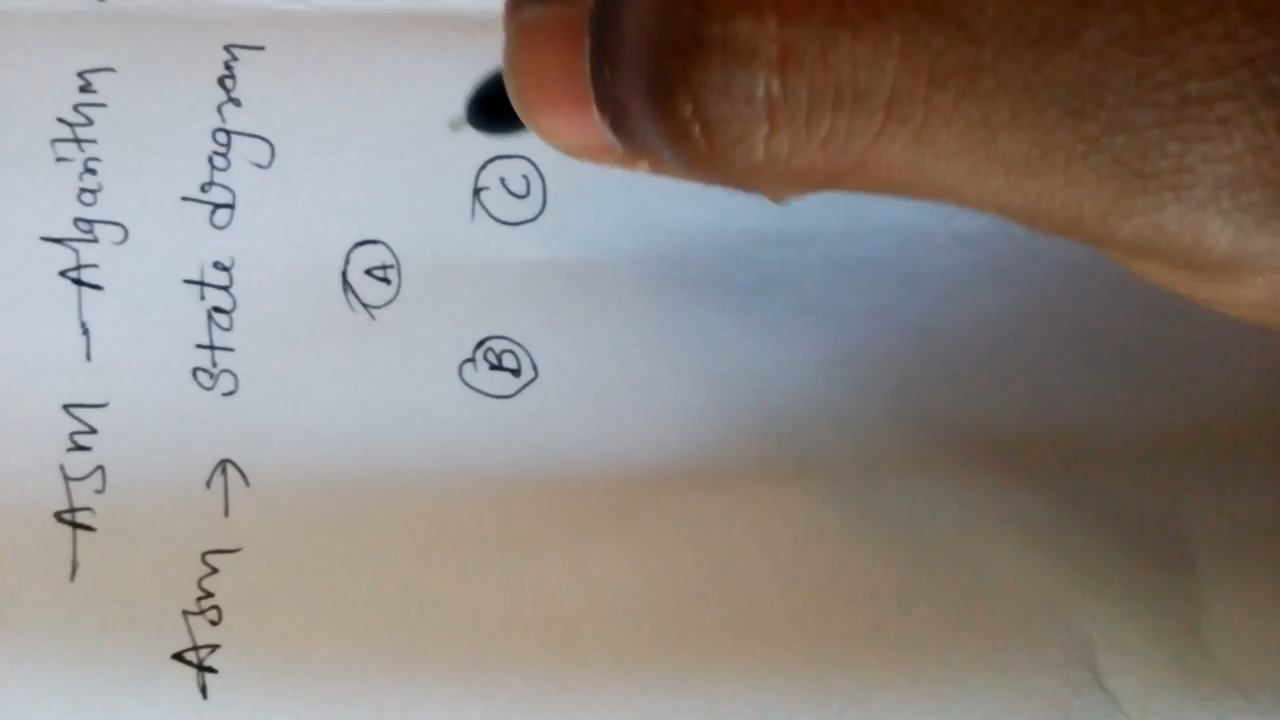 - ASM - Algorithm
- ASM → State diagram
A
B C